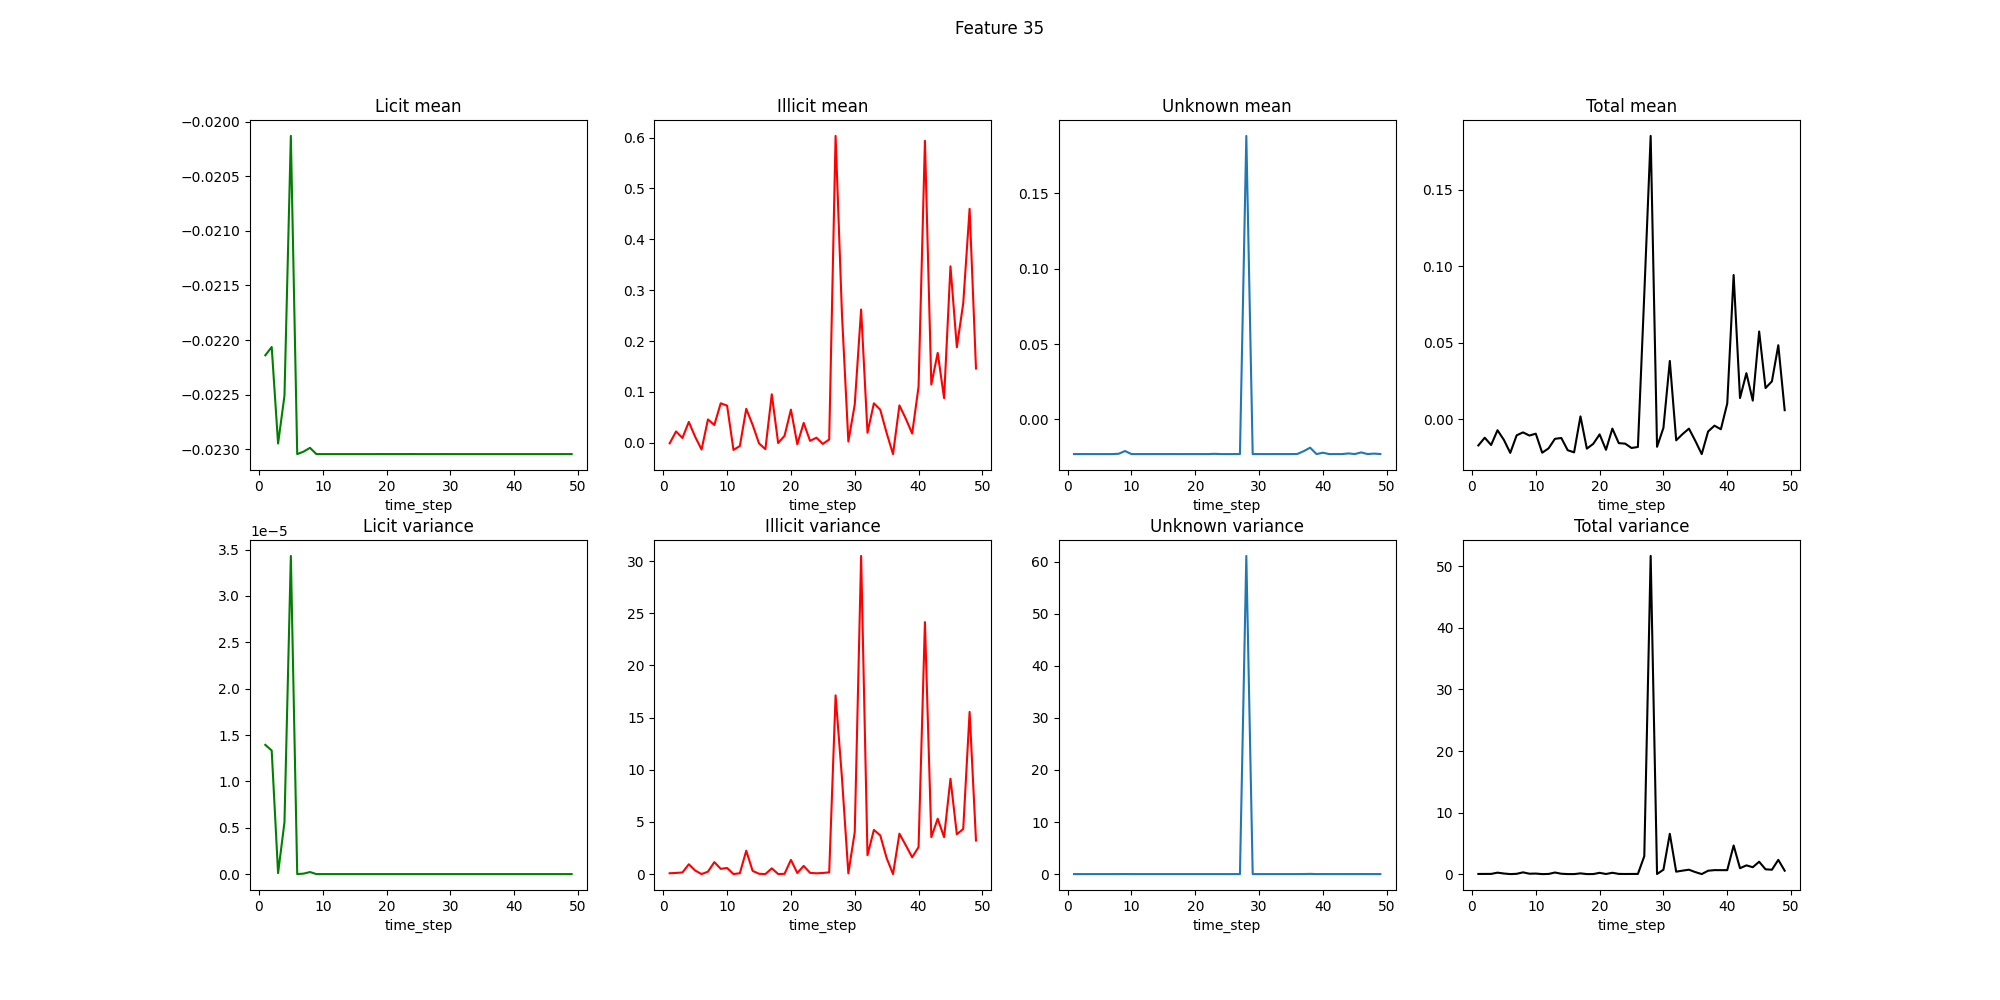 Feature 35
Licit mean
−0.0200
−0.0205
−0.0210
−0.0215
−0.0220
−0.0225
−0.0230
0 10 20 30 40 50
time_step
Illicit mean
0.6
0.5
0.4
0.3
0.2
0.1
0.0
0 10 20 30 40 50
time_step
Unknown mean
0.15
0.10
0.05
0.00
0 10 20 30 40 50
time_step
Total mean
0.15
0.10
0.05
0.00
0 10 20 30 40 50
time_step
Licit variance
1e−5
3.5
3.0
2.5
2.0
1.5
1.0
0.5
0.0
0 10 20 30 40 50
time_step
Illicit variance
30
25
20
15
10
5
0
0 10 20 30 40 50
time_step
Unknown variance
60
50
40
30
20
10
0
0 10 20 30 40 50
time_step
Total variance
50
40
30
20
10
0
0 10 20 30 40 50
time_step